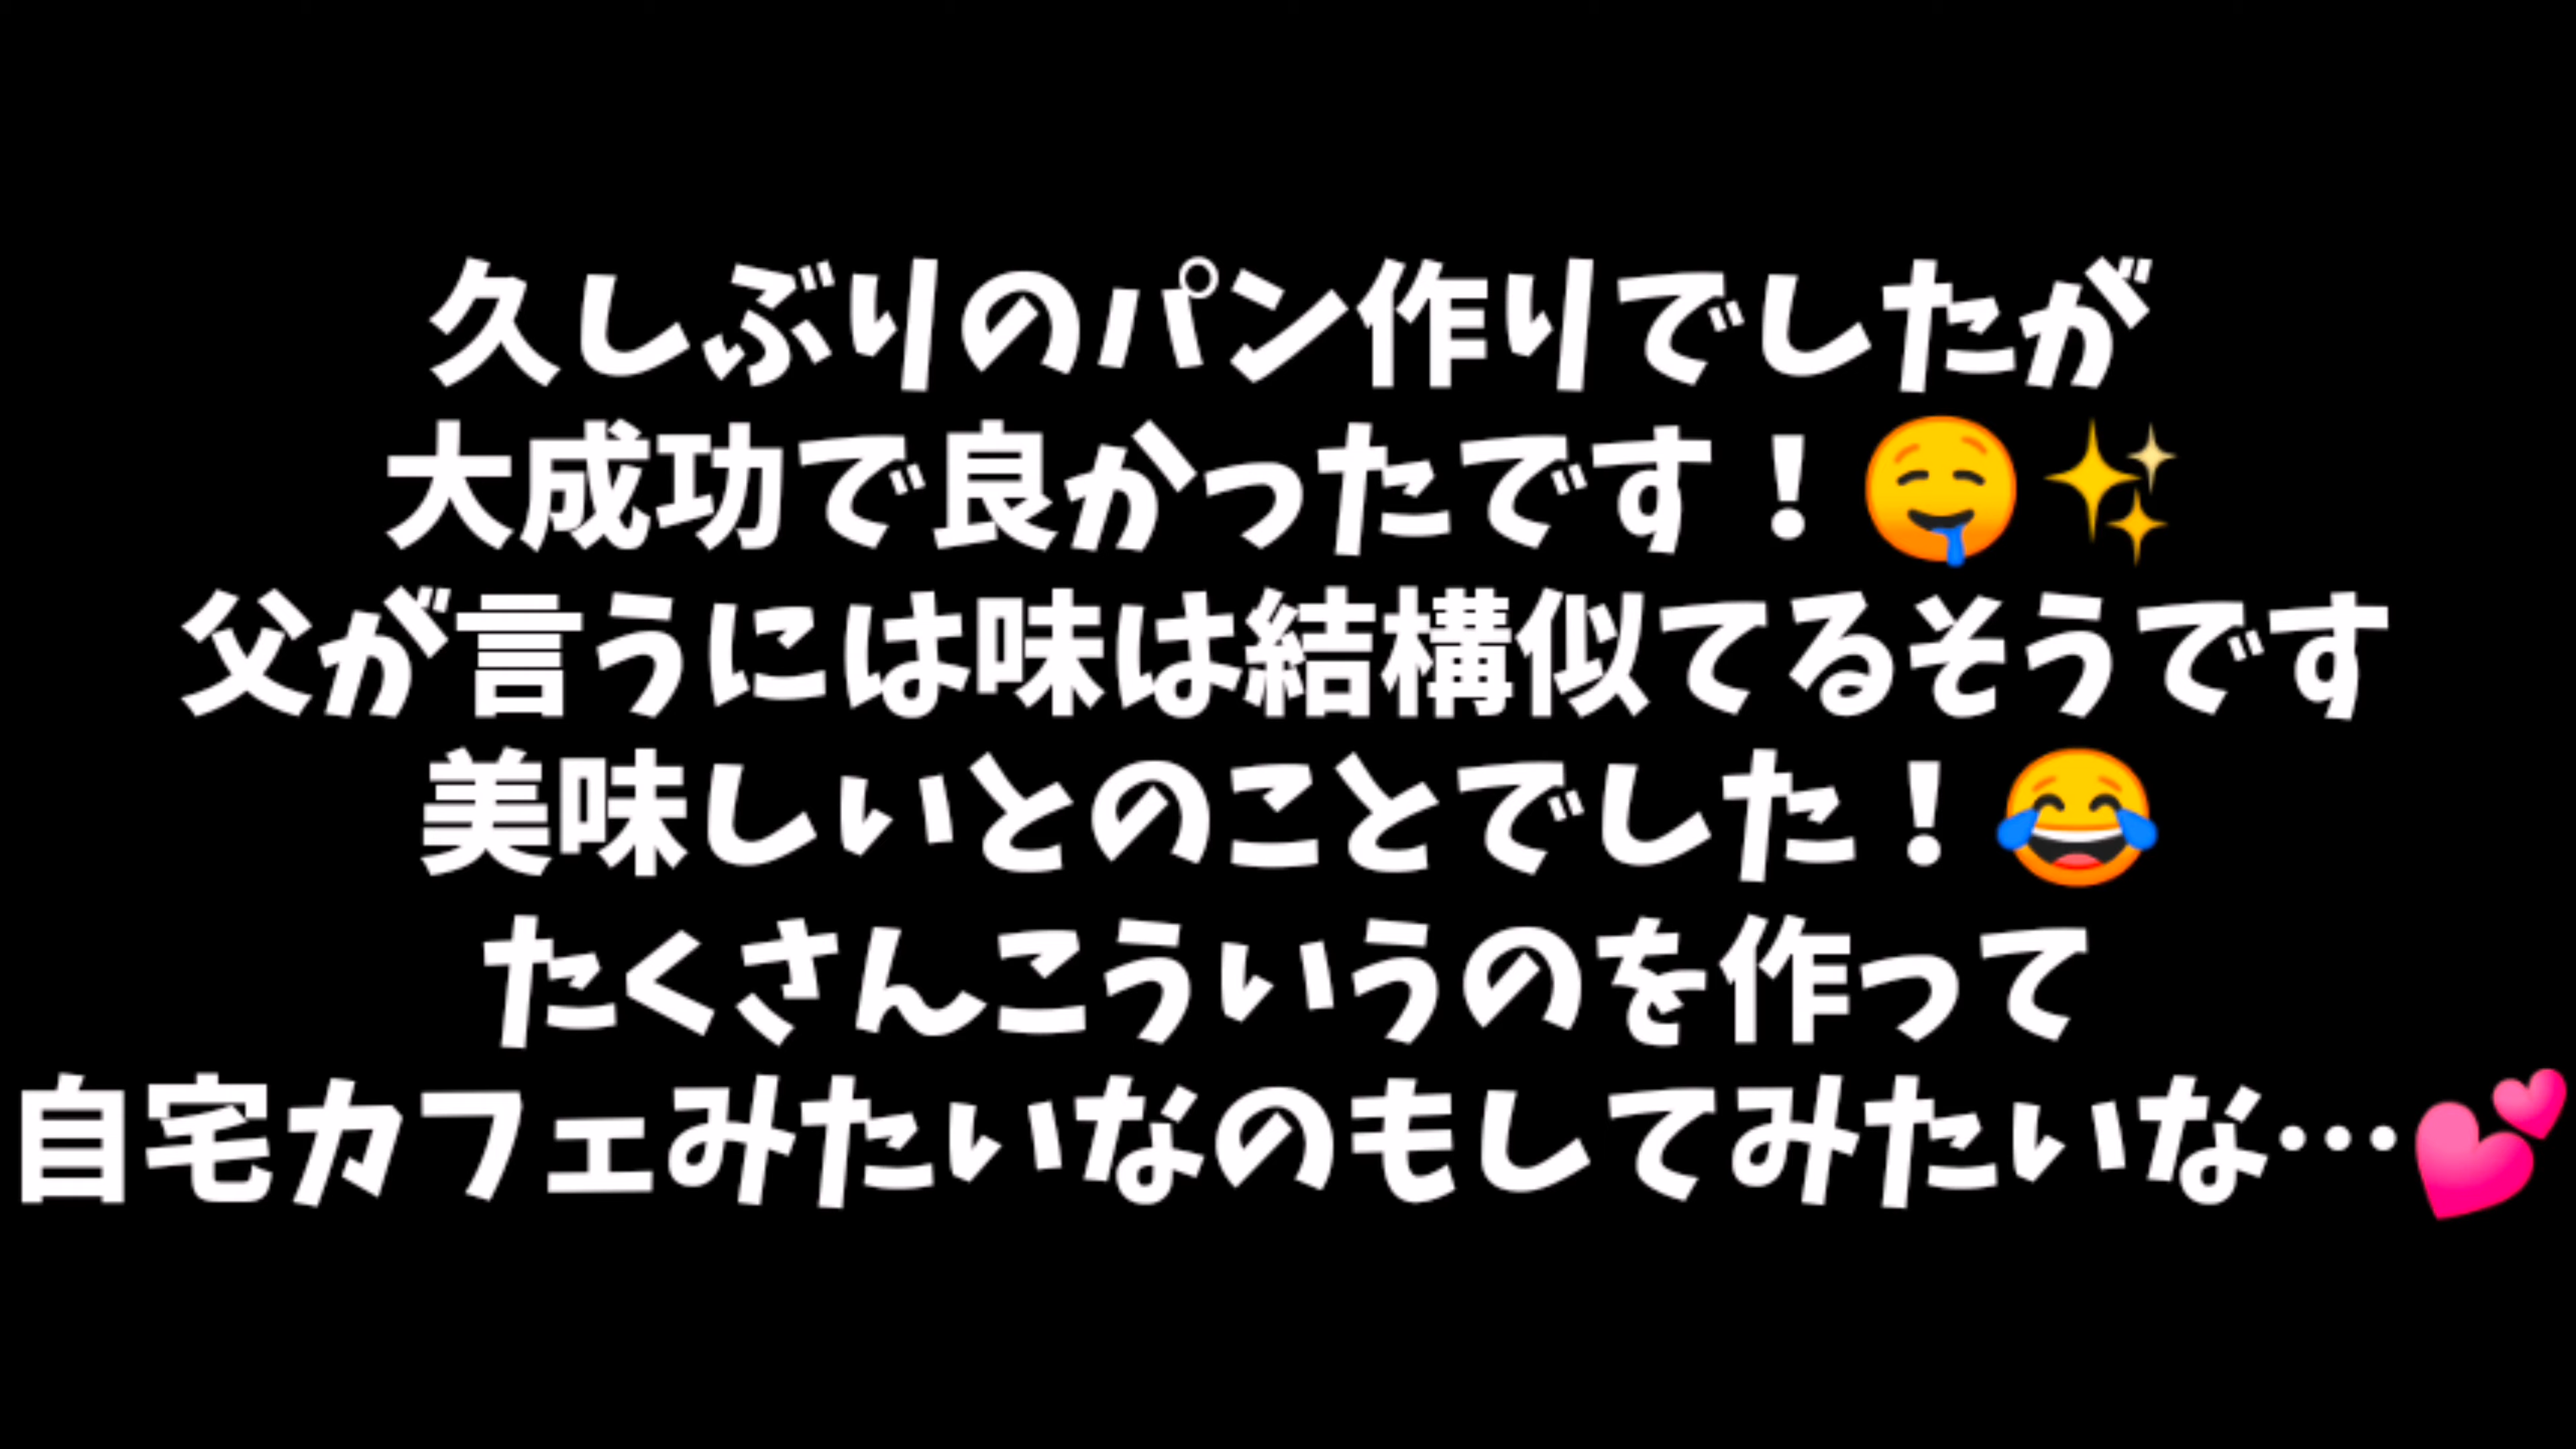 久しぶりのパン作りでしたが
大成功で良かったです！🤤✨
父が言うには味は結構似てるそうです
美味しいとのことでした！😂
たくさんこういうのを作って
自宅カフェみたいなのもしてみたいな…💕